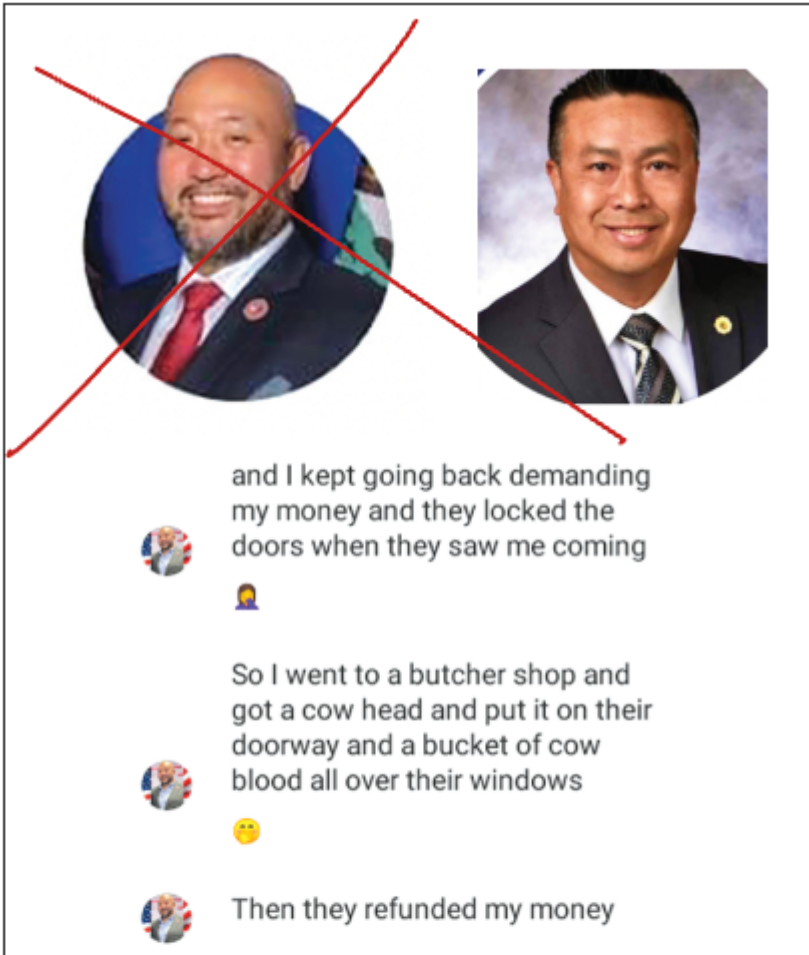 and I kept going back demanding
my money and they locked the
doors when they saw me coming
🤦‍♀️
So I went to a butcher shop and
got a cow head and put it on their
doorway and a bucket of cow
blood all over their windows
🤭
Then they refunded my money